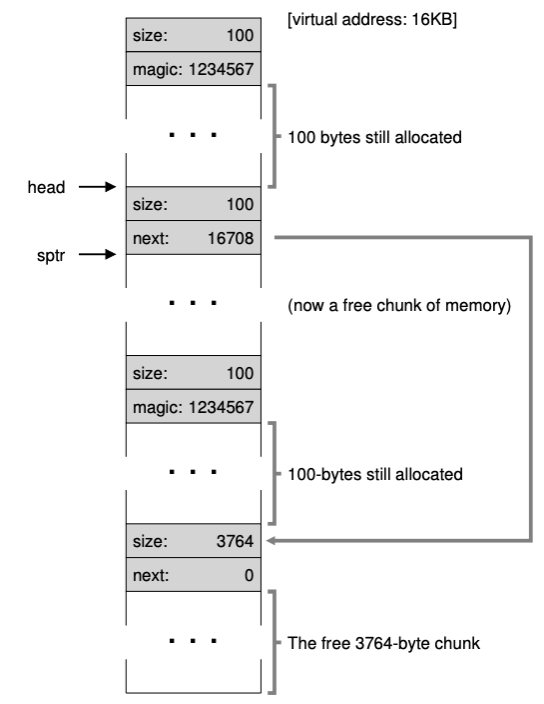 [virtual address: 16KB]
size: 100
magic: 1234567
. . .
100 bytes still allocated
head
size: 100
next: 16708
sptr
. . .
(now a free chunk of memory)
size: 100
magic: 1234567
. . .
100-bytes still allocated
size: 3764
next: 0
. . .
The free 3764-byte chunk